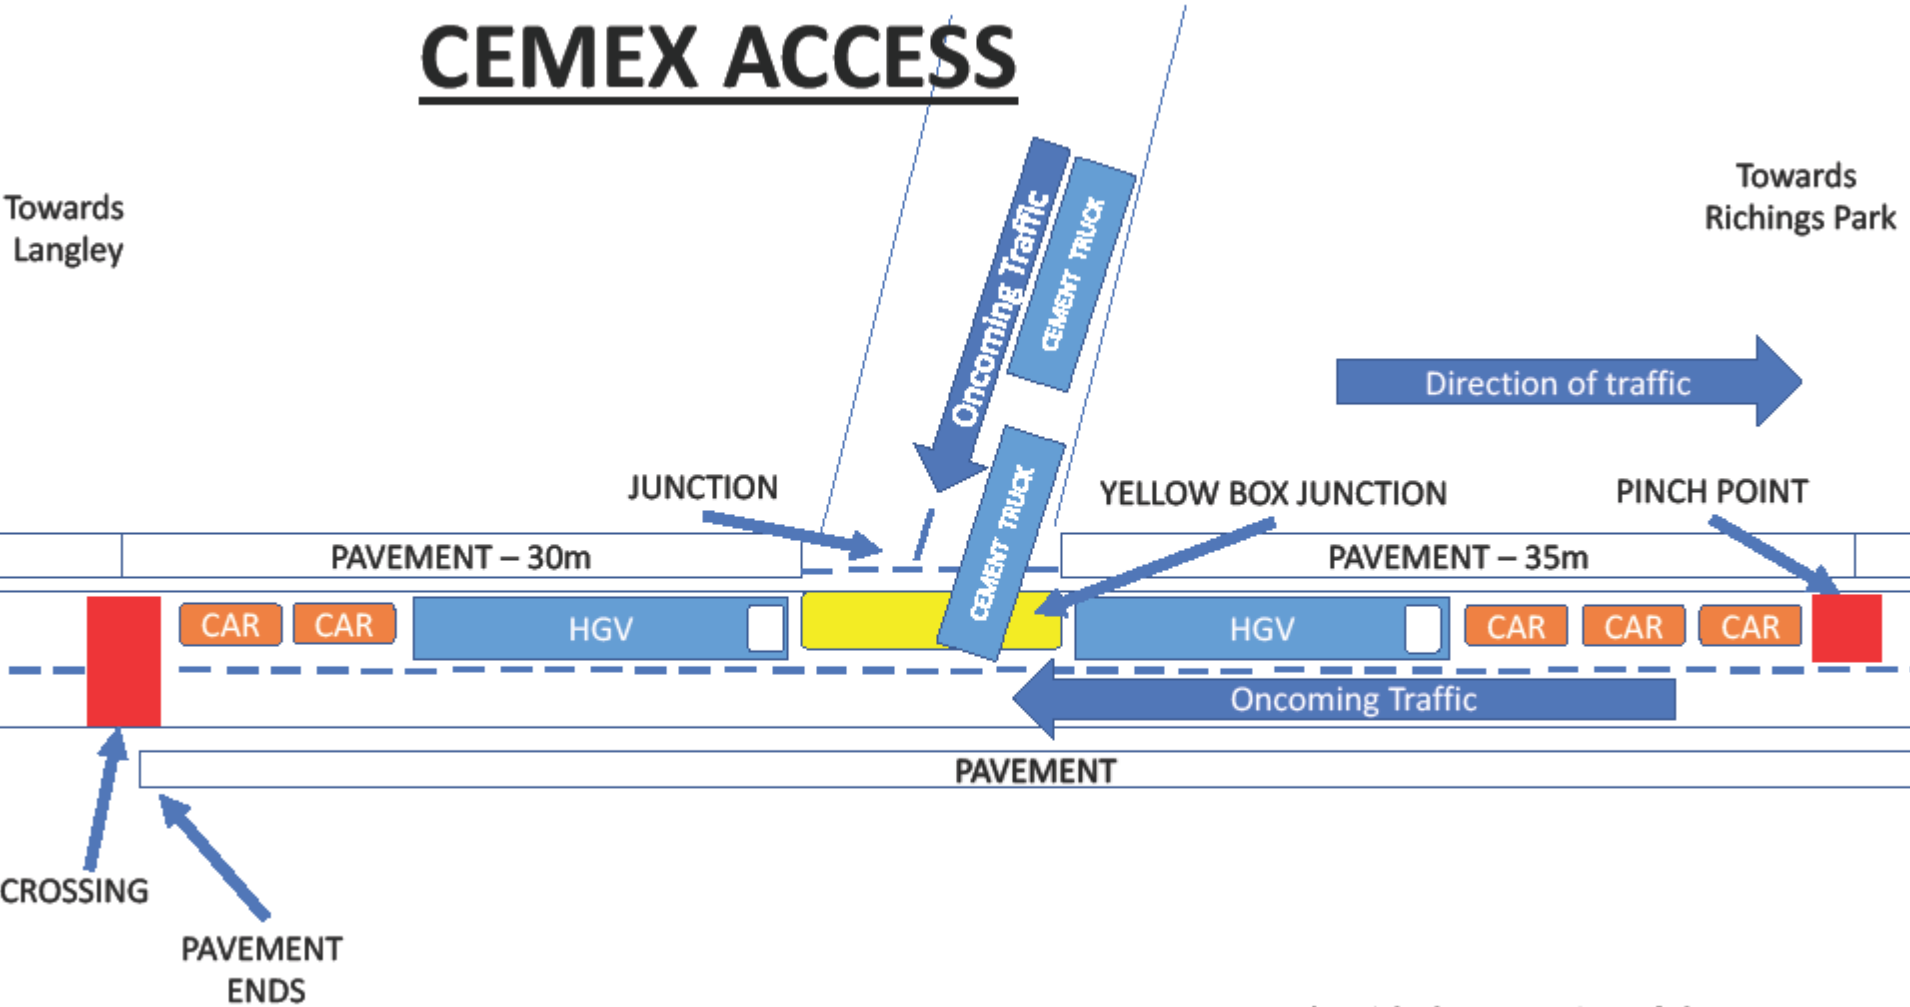 CEMEX ACCESS
Towards
Langley
Towards
Richings Park
Oncoming Traffic
CEMENT TRUCK
Direction of traffic
JUNCTION
YELLOW BOX JUNCTION
PINCH POINT
CEMENT TRUCK
PAVEMENT – 30m
PAVEMENT – 35m
CAR
CAR
HGV
HGV
CAR
CAR
CAR
Oncoming Traffic
PAVEMENT
CROSSING
PAVEMENT
ENDS